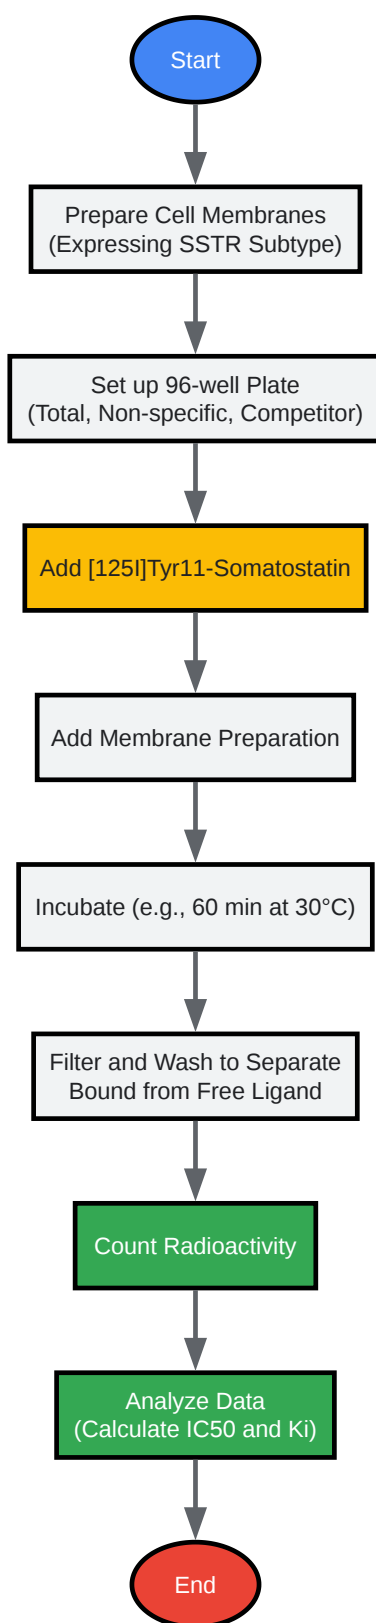 Start
Prepare Cell Membranes
(Expressing SSTR Subtype)
Set up 96-well Plate
(Total, Non-specific, Competitor)
Add [125I]Tyr11-Somatostatin
Add Membrane Preparation
Incubate (e.g., 60 min at 30°C)
Filter and Wash to Separate
Bound from Free Ligand
Count Radioactivity
Analyze Data
(Calculate IC50 and Ki)
End